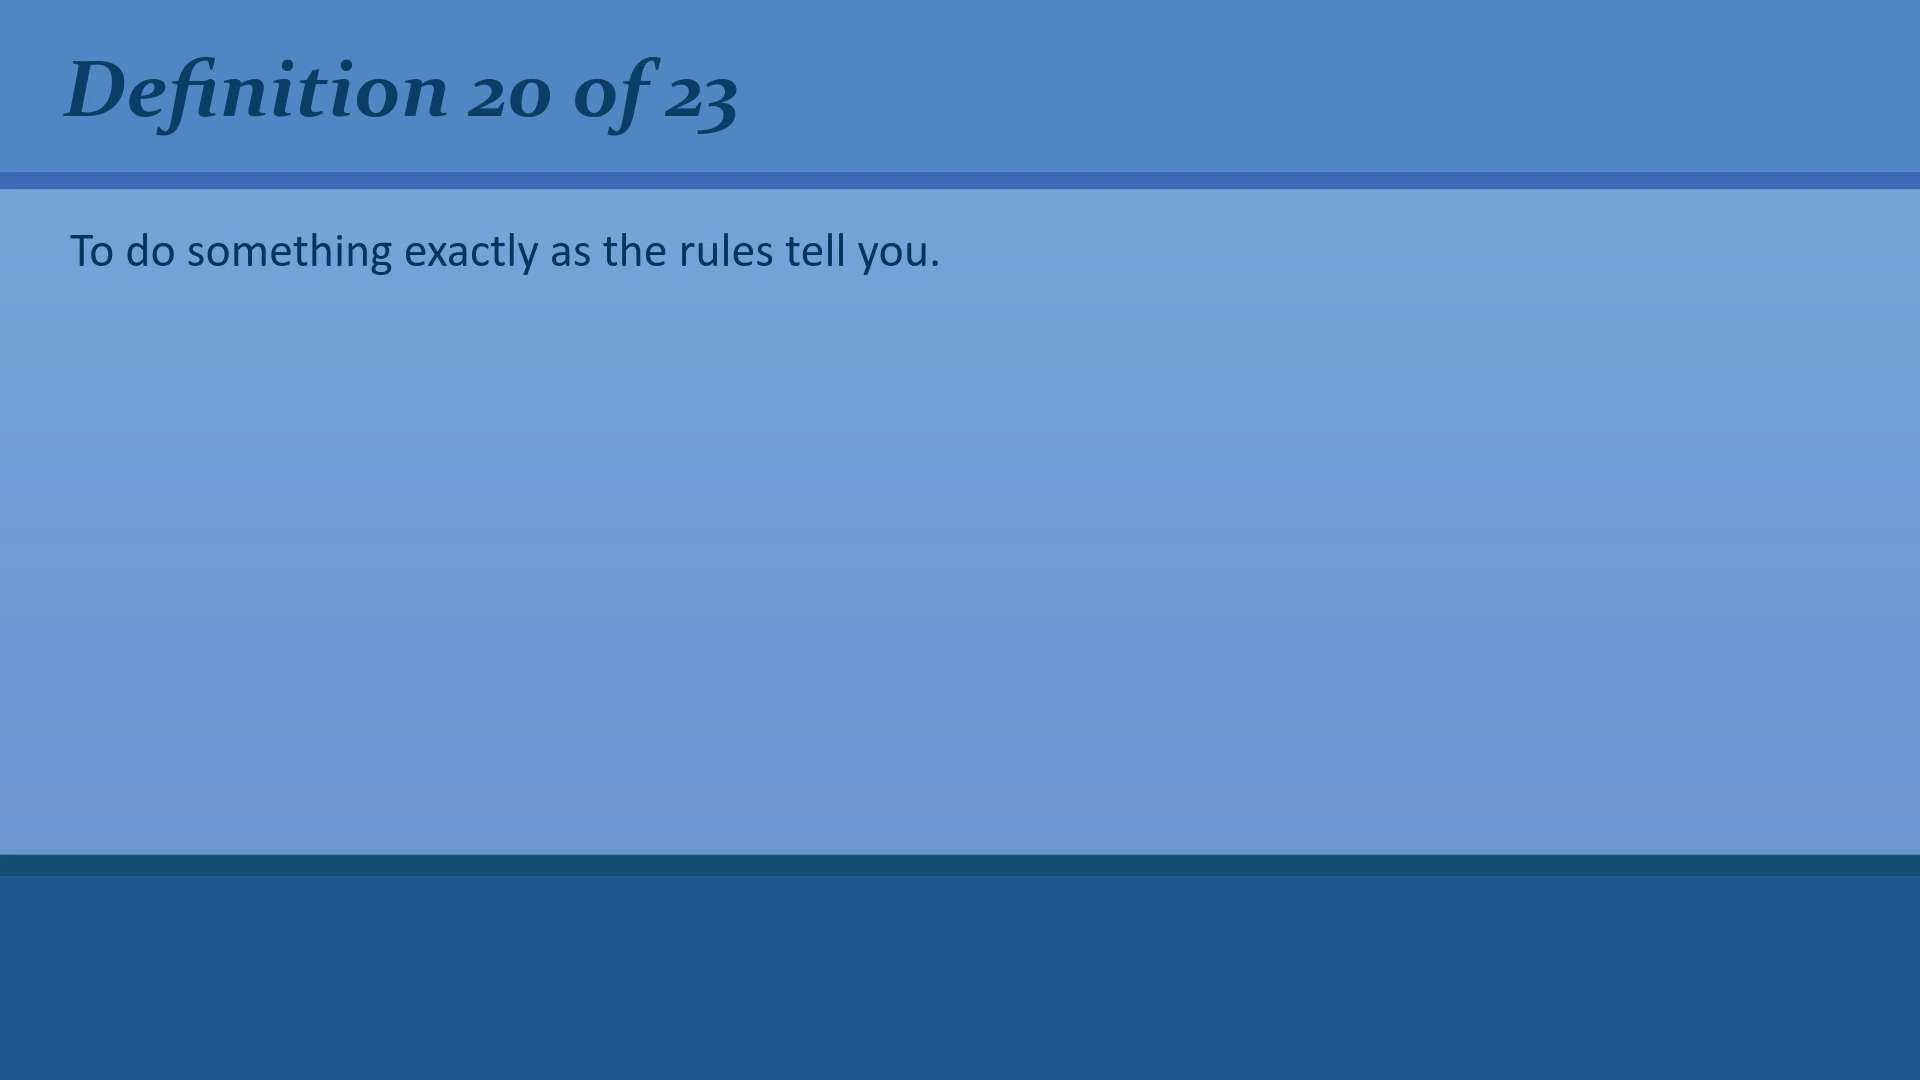 Definition 20 of 23
To do something exactly as the rules tell you.